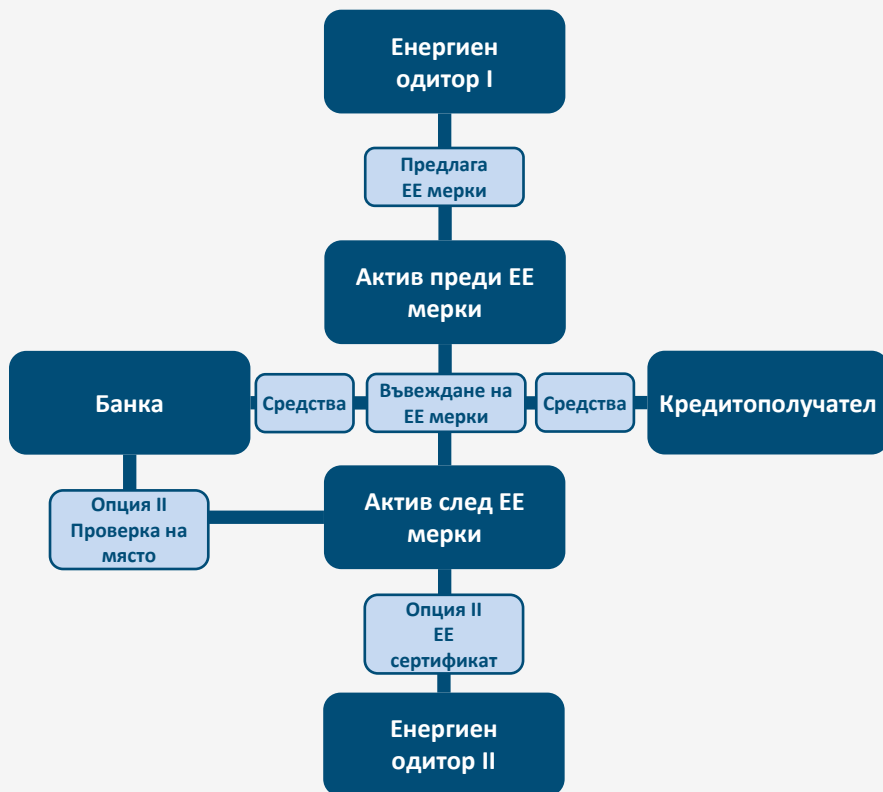 Енергиен
одитор I
Предлага
ЕЕ мерки
Актив преди ЕЕ
мерки
Банка
Средства
Въвеждане на
ЕЕ мерки
Средства
Кредитополучател
Опция II
Проверка на
място
Актив след ЕЕ
мерки
Опция II
ЕЕ
сертификат
Енергиен
одитор II